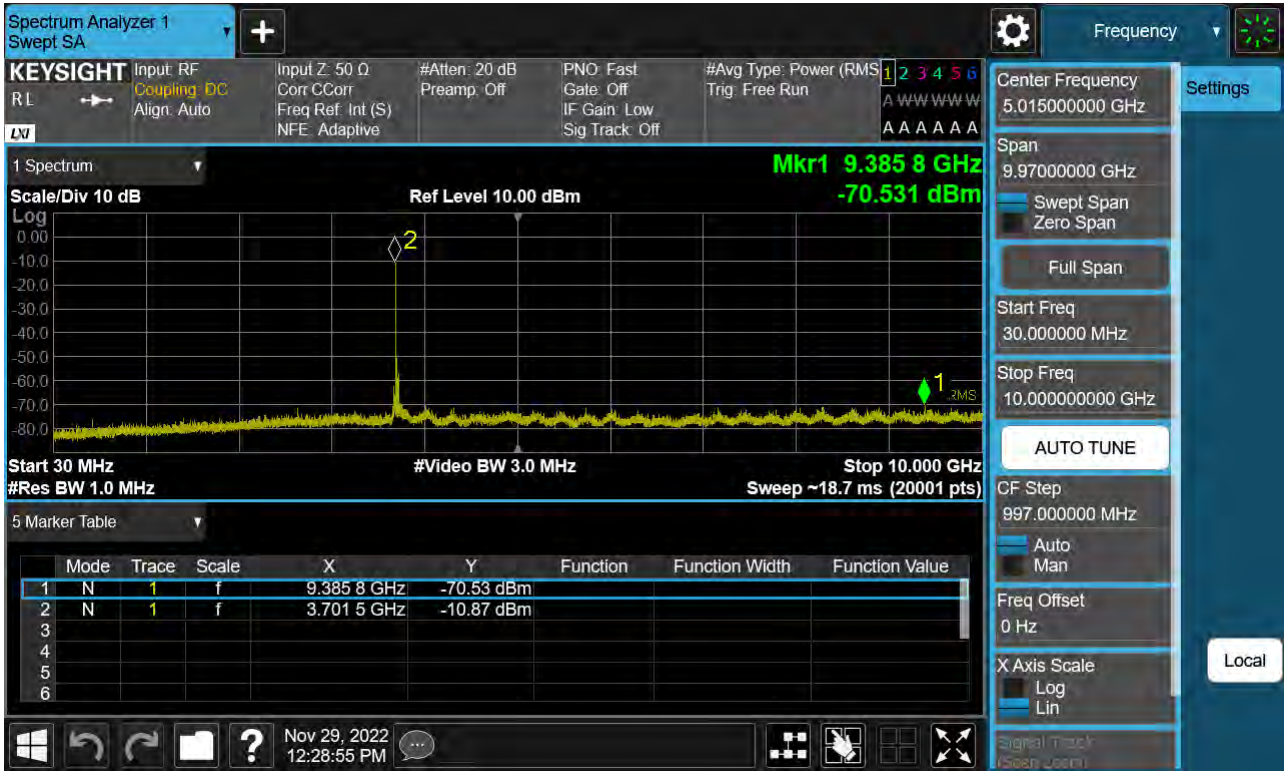 Spectrum Analyzer 1
Swept SA
Frequency
KEYSIGHT
RL
LXI
Input: RF
Coupling: DC
Align: Auto
Input Z: 50 Ω
Corr CCorr
Freq Ref: Int (S)
NFE: Adaptive
#Atten: 20 dB
Preamp: Off
PNO: Fast
Gate: Off
IF Gain: Low
Sig Track: Off
#Avg Type: Power (RMS
Trig: Free Run
1 2 3 4 5 6
A W W W W W
A A A A A A
1 Spectrum
Mkr1 9.385 8 GHz
-70.531 dBm
Scale/Div 10 dB
Ref Level 10.00 dBm
Log
0.00
-10.0
-20.0
-30.0
-40.0
-50.0
-60.0
-70.0
-80.0
2
1
RMS
Start 30 MHz
#Video BW 3.0 MHz
Stop 10.000 GHz
#Res BW 1.0 MHz
Sweep ~18.7 ms (20001 pts)
5 Marker Table
Mode Trace Scale X Y Function Function Width Function Value
1 N 1 f 9.385 8 GHz -70.53 dBm
2 N 1 f 3.701 5 GHz -10.87 dBm
3
4
5
6
Nov 29, 2022
12:28:55 PM
Center Frequency
5.015000000 GHz
Settings
Span
9.97000000 GHz
Swept Span
Zero Span
Full Span
Start Freq
30.000000 MHz
Stop Freq
10.000000000 GHz
AUTO TUNE
CF Step
997.000000 MHz
Auto
Man
Freq Offset
0 Hz
X Axis Scale
Log
Lin
Local
Signal Track
(Span Zoom)